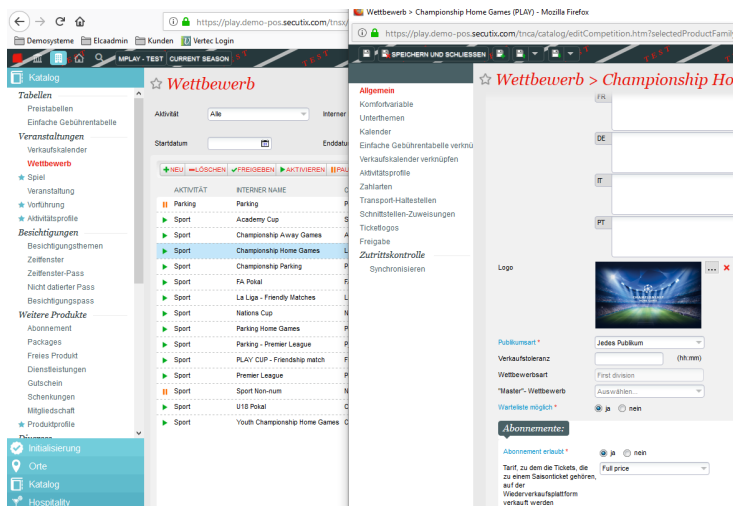 Wettbewerb > Championship Home Games (PLAY) - Mozilla Firefox
https://play.demo-pos.secutix.com/tnsx/
https://play.demo-pos.secutix.com/tnca/catalog/editCompetition.htm?selectedProductFamily
Demosysteme Elcaadmin Kunden Vertec Login
MPLAY - TEST CURRENT SEASON
TEST
SPEICHERN UND SCHLIESSEN
TEST
Katalog
Tabellen
Preistabellen
Einfache Gebührentabelle
Veranstaltungen
Verkaufskalender
Wettbewerb
Spiel
Veranstaltung
Vorführung
Aktivitätsprofile
Besichtigungen
Besichtigungsthemen
Zeitfenster
Zeitfenster-Pass
Nicht datierter Pass
Besichtigungspass
Weitere Produkte
Abonnement
Packages
Freies Produkt
Dienstleistungen
Gutschein
Schenkungen
Mitgliedschaft
Produktprofile
Diverses
Initialisierung
Orte
Katalog
Hospitality
Wettbewerb
Aktivität Alle Interner
Startdatum Enddatu
NEU LÖSCHEN FREIGEBEN AKTIVIEREN PAU
AKTIVITÄT INTERNER NAME C
Parking Parking P
Sport Academy Cup S
Sport Championship Away Games A
Sport Championship Home Games L
Sport Championship Parking P
Sport FA Pokal F
Sport La Liga - Friendly Matches L
Sport Nations Cup N
Sport Parking Home Games P
Sport Parking - Premier League P
Sport PLAY CUP - Friendship match F
Sport Premier League P
Sport Sport Non-num N
Sport U18 Pokal C
Sport Youth Championship Home Games C
Allgemein
Komfortvariable
Unterthemen
Kalender
Einfache Gebührentabelle verknü
Verkaufskalender verknüpfen
Aktivitätsprofil
Zahlarten
Transport-Haltestellen
Schnittstellen-Zuweisungen
Ticketlogos
Freigabe
Zutrittskontrolle
Synchronisieren
Wettbewerb > Championship Ho
FR
DE
IT
PT
Logo ...
Publikumsart * Jedes Publikum
Verkaufstoleranz (hh:mm)
Wettbewerbsart First division
"Master"- Wettbewerb Auswählen...
Warteliste möglich * ja nein
Abonnemente:
Abonnement erlaubt * ja nein
Tarif, zu dem die Tickets, die Full price
zu einem Saisonticket gehören,
auf der
Wiederverkaufsplattform
verkauft werden